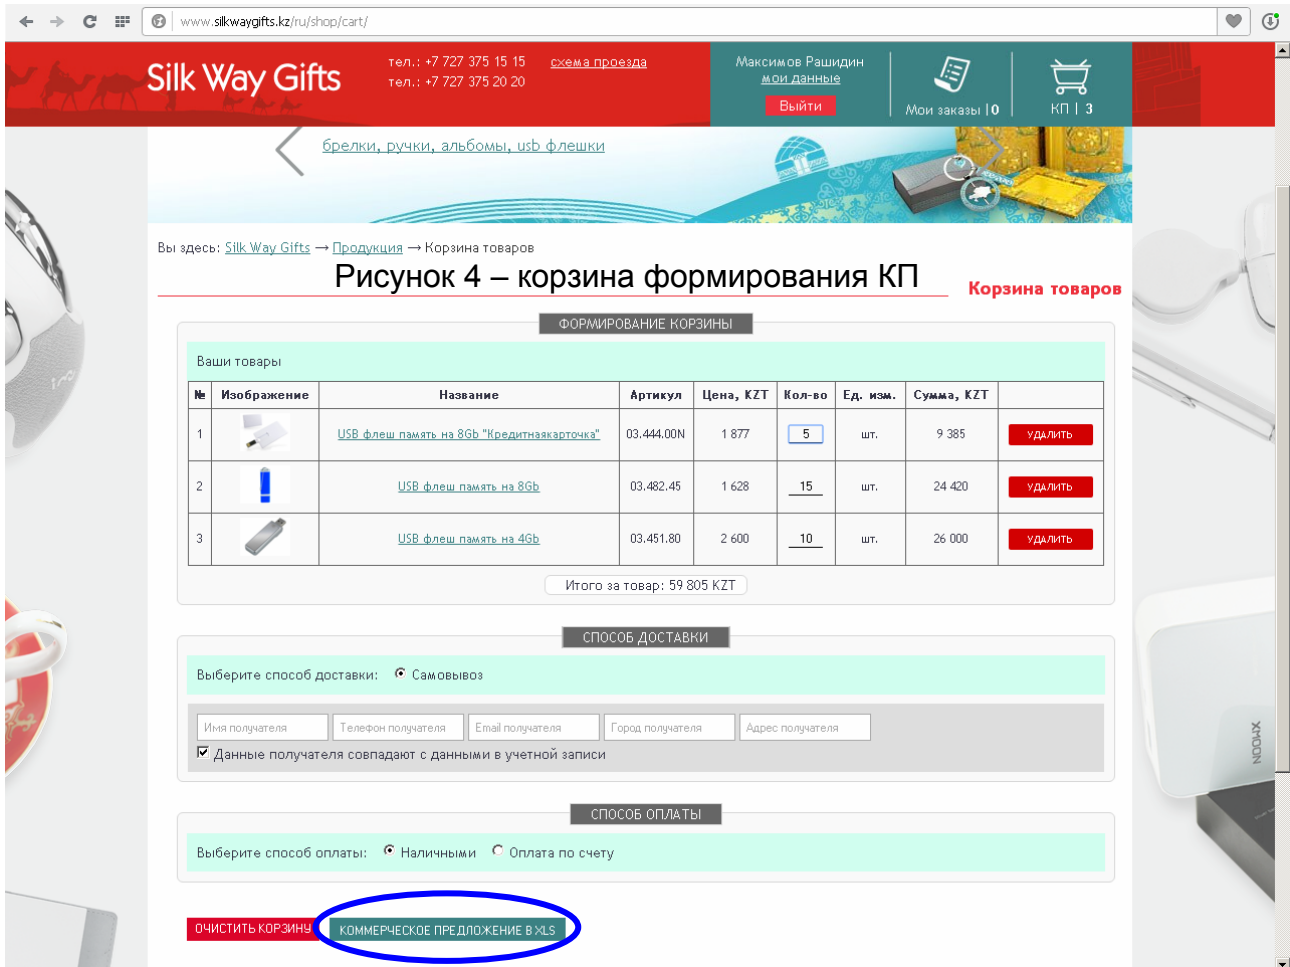 www.silkwaygifts.kz/ru/shop/cart/
Silk Way Gifts
тел.: +7 727 375 15 15 схема проезда
тел.: +7 727 375 20 20
Максимов Рашидин
мои данные
Выйти
Мои заказы | 0
КП | 3
брелки, ручки, альбомы, usb флешки
Вы здесь: Silk Way Gifts → Продукция → Корзина товаров
Рисунок 4 – корзина формирования КП
Корзина товаров
ФОРМИРОВАНИЕ КОРЗИНЫ
Ваши товары
№ Изображение Название Артикул Цена, KZT Кол-во Ед. изм. Сумма, KZT
1 USB флеш память на 8Gb "Кредитнаякарточка" 03.444.00N 1 877 5 шт. 9 385 УДАЛИТЬ
2 USB флеш память на 8Gb 03.482.45 1 628 15 шт. 24 420 УДАЛИТЬ
3 USB флеш память на 4Gb 03.451.80 2 600 10 шт. 26 000 УДАЛИТЬ
Итого за товар: 59 805 KZT
СПОСОБ ДОСТАВКИ
Выберите способ доставки: Самовывоз
Имя получателя Телефон получателя Email получателя Город получателя Адрес получателя
Данные получателя совпадают с данными в учетной записи
СПОСОБ ОПЛАТЫ
Выберите способ оплаты: Наличными Оплата по счету
ОЧИСТИТЬ КОРЗИНУ КОММЕРЧЕСКОЕ ПРЕДЛОЖЕНИЕ В XLS
XMOON